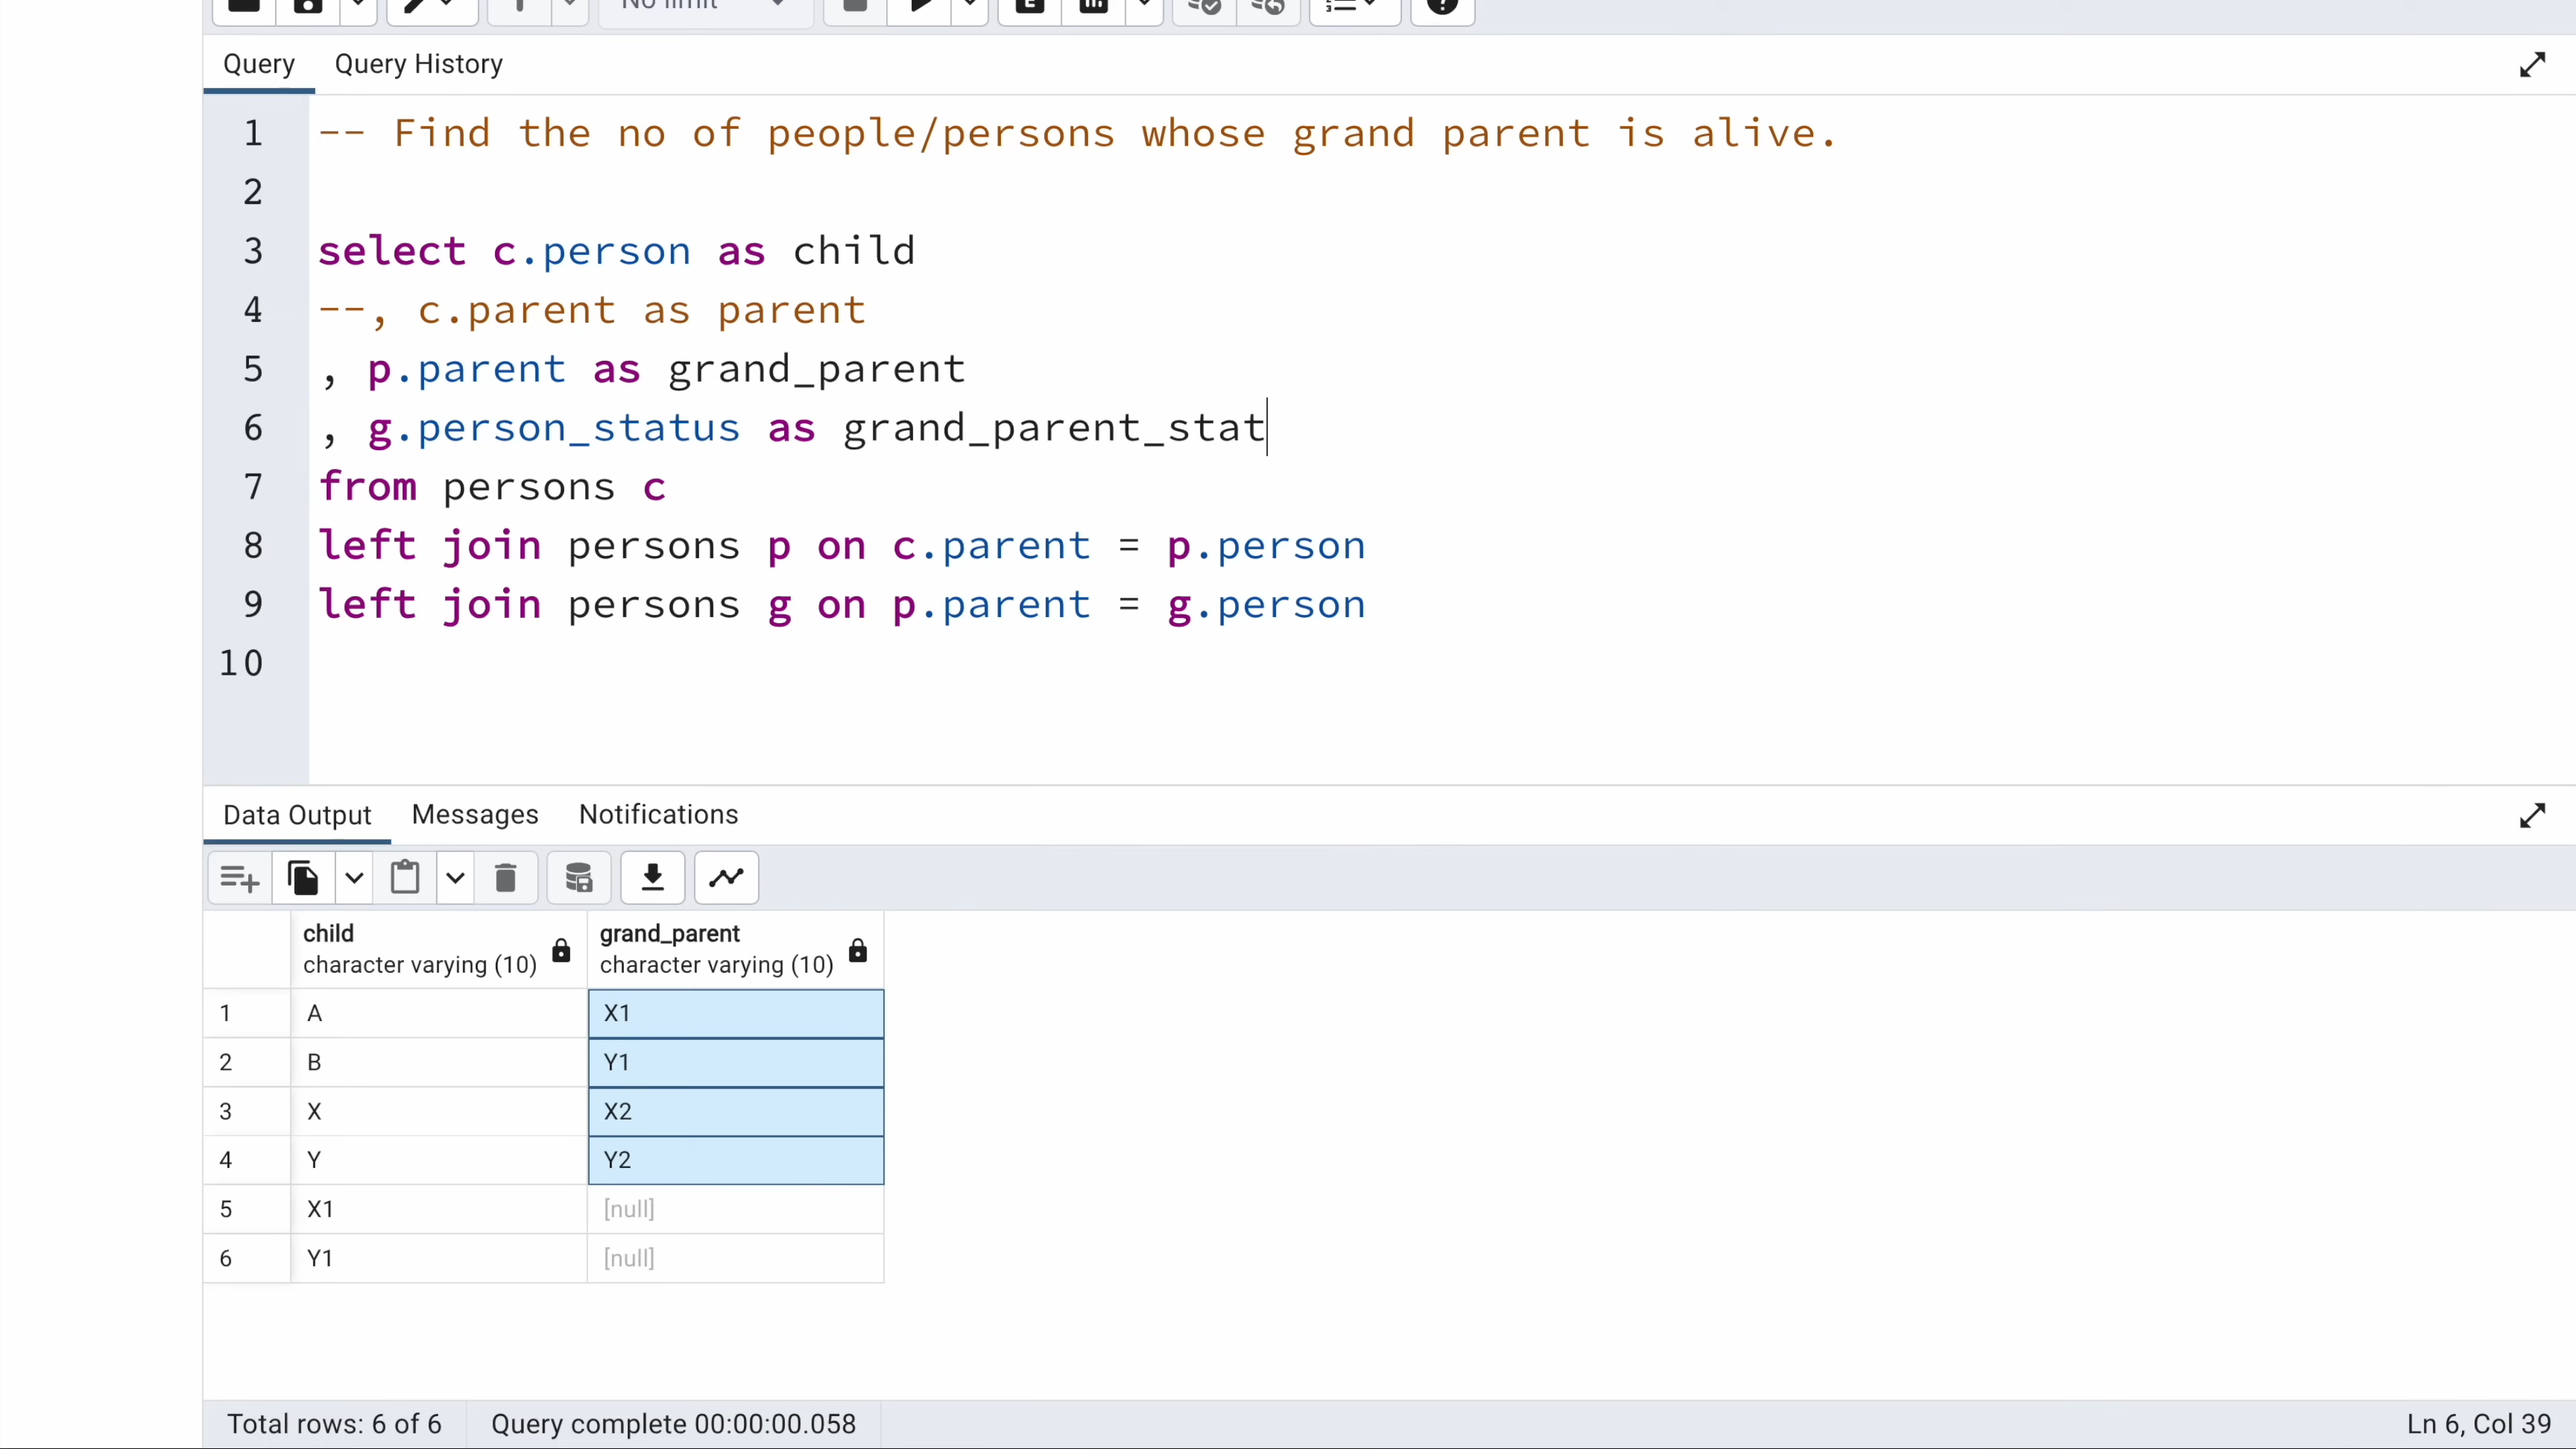 No limit
Query Query History
1 -- Find the no of people/persons whose grand parent is alive.
2
3 select c.person as child
4 --, c.parent as parent
5 , p.parent as grand_parent
6 , g.person_status as grand_parent_stat
7 from persons c
8 left join persons p on c.parent = p.person
9 left join persons g on p.parent = g.person
10
Data Output Messages Notifications
child grand_parent
character varying (10) character varying (10)
1 A X1
2 B Y1
3 X X2
4 Y Y2
5 X1 [null]
6 Y1 [null]
Total rows: 6 of 6 Query complete 00:00:00.058 Ln 6, Col 39